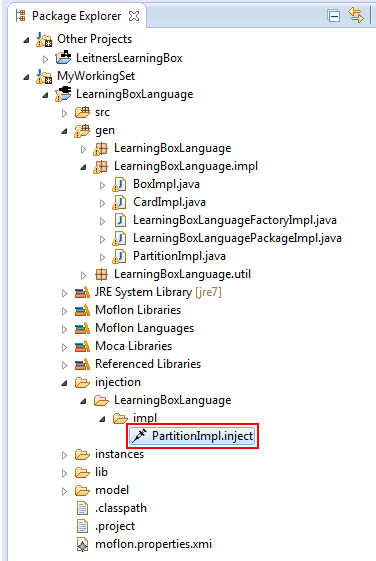 Package Explorer
Other Projects
LeitnersLearningBox
MyWorkingSet
LearningBoxLanguage
src
gen
LearningBoxLanguage
LearningBoxLanguage.impl
BoxImpl.java
CardImpl.java
LearningBoxLanguageFactoryImpl.java
LearningBoxLanguagePackageImpl.java
PartitionImpl.java
LearningBoxLanguage.util
JRE System Library [jre7]
Moflon Libraries
Moflon Languages
Moca Libraries
Referenced Libraries
injection
LearningBoxLanguage
impl
PartitionImpl.inject
instances
lib
model
.classpath
.project
moflon.properties.xmi